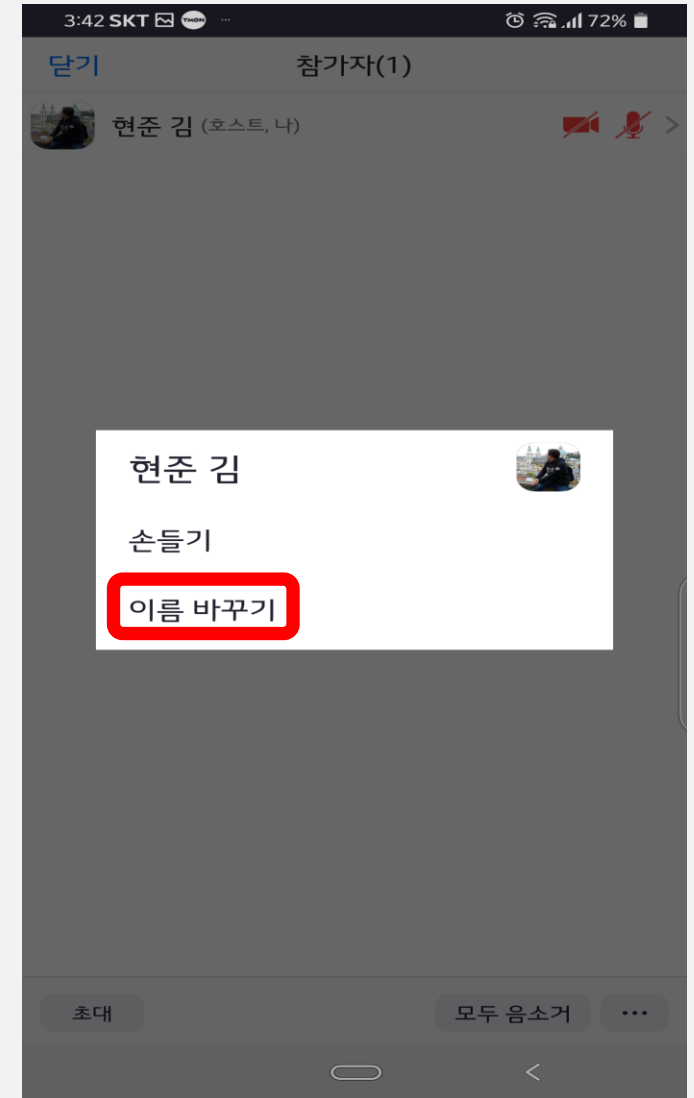 3:42 SKT TMON ... 72%
닫기 참가자(1)
현준 김 (호스트, 나)
현준 김
손들기
이름 바꾸기
초대 모두 음소거 ...